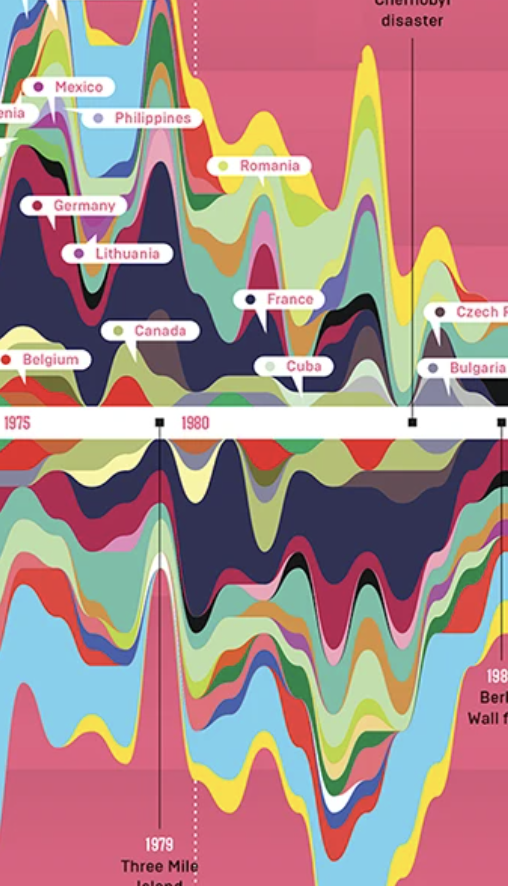 Chernobyl
disaster
Mexico
enia
Philippines
Romania
Germany
Lithuania
France
Czech
Canada
Belgium
Cuba
Bulgaria
1975
1980
198
Berl
Wall f
1979
Three Mile
Island